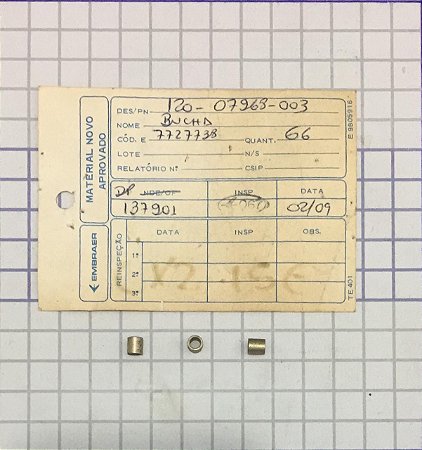 MATERIAL NOVO
APROVADO
EMBRAER
DES/PN 120-07963-003
NOME BUCHA
CÓD. E 7727738 QUANT. 66
LOTE N/S
RELATÓRIO Nº CSIP
DP NDE/OF INSP DATA
137901 02/09
REINSPEÇÃO
DATA INSP OBS.
1ª
2ª
3ª
TE 401